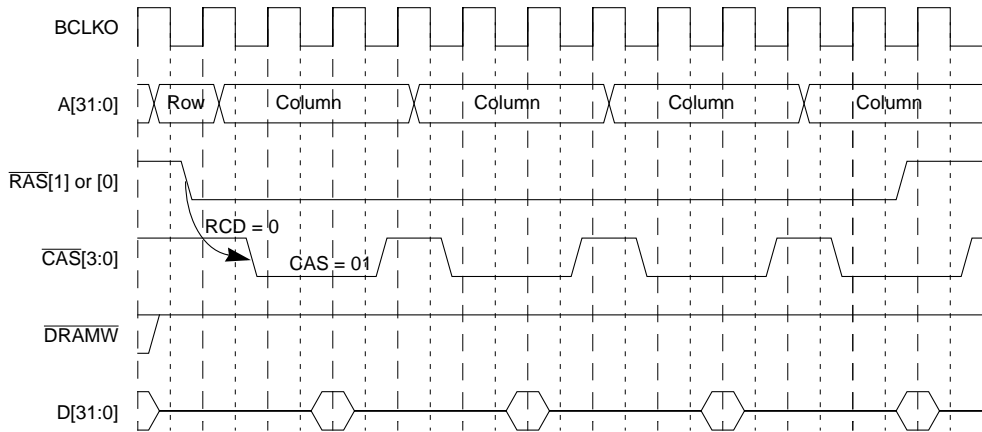 BCLKO
A[31:0] Row Column Column Column Column
RAS[1] or [0]
RCD = 0
CAS[3:0]
CAS = 01
DRAMW
D[31:0]